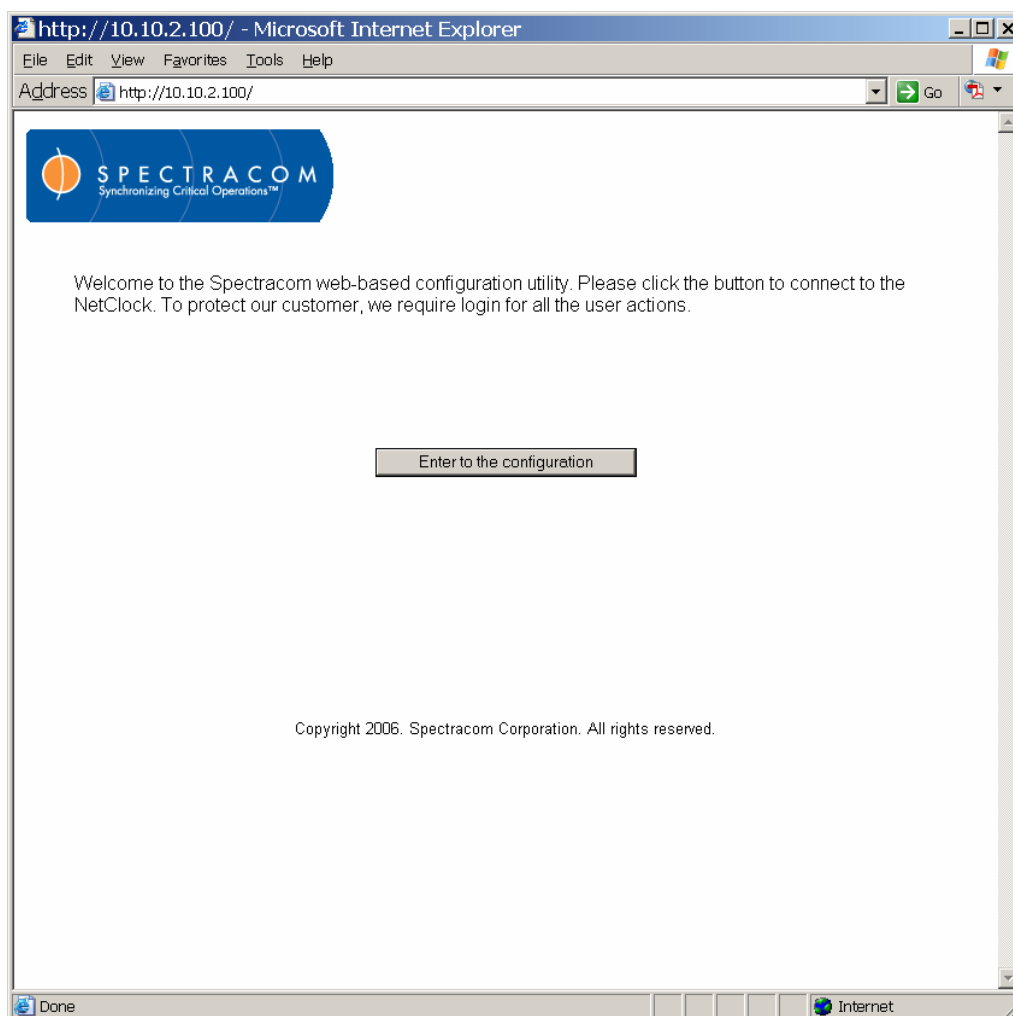 http://10.10.2.100/ - Microsoft Internet Explorer
File Edit View Favorites Tools Help
Address http://10.10.2.100/ Go
SPECTRACOM
Synchronizing Critical Operations™
Welcome to the Spectracom web-based configuration utility. Please click the button to connect to the
NetClock. To protect our customer, we require login for all the user actions.
Enter to the configuration
Copyright 2006. Spectracom Corporation. All rights reserved.
Done Internet